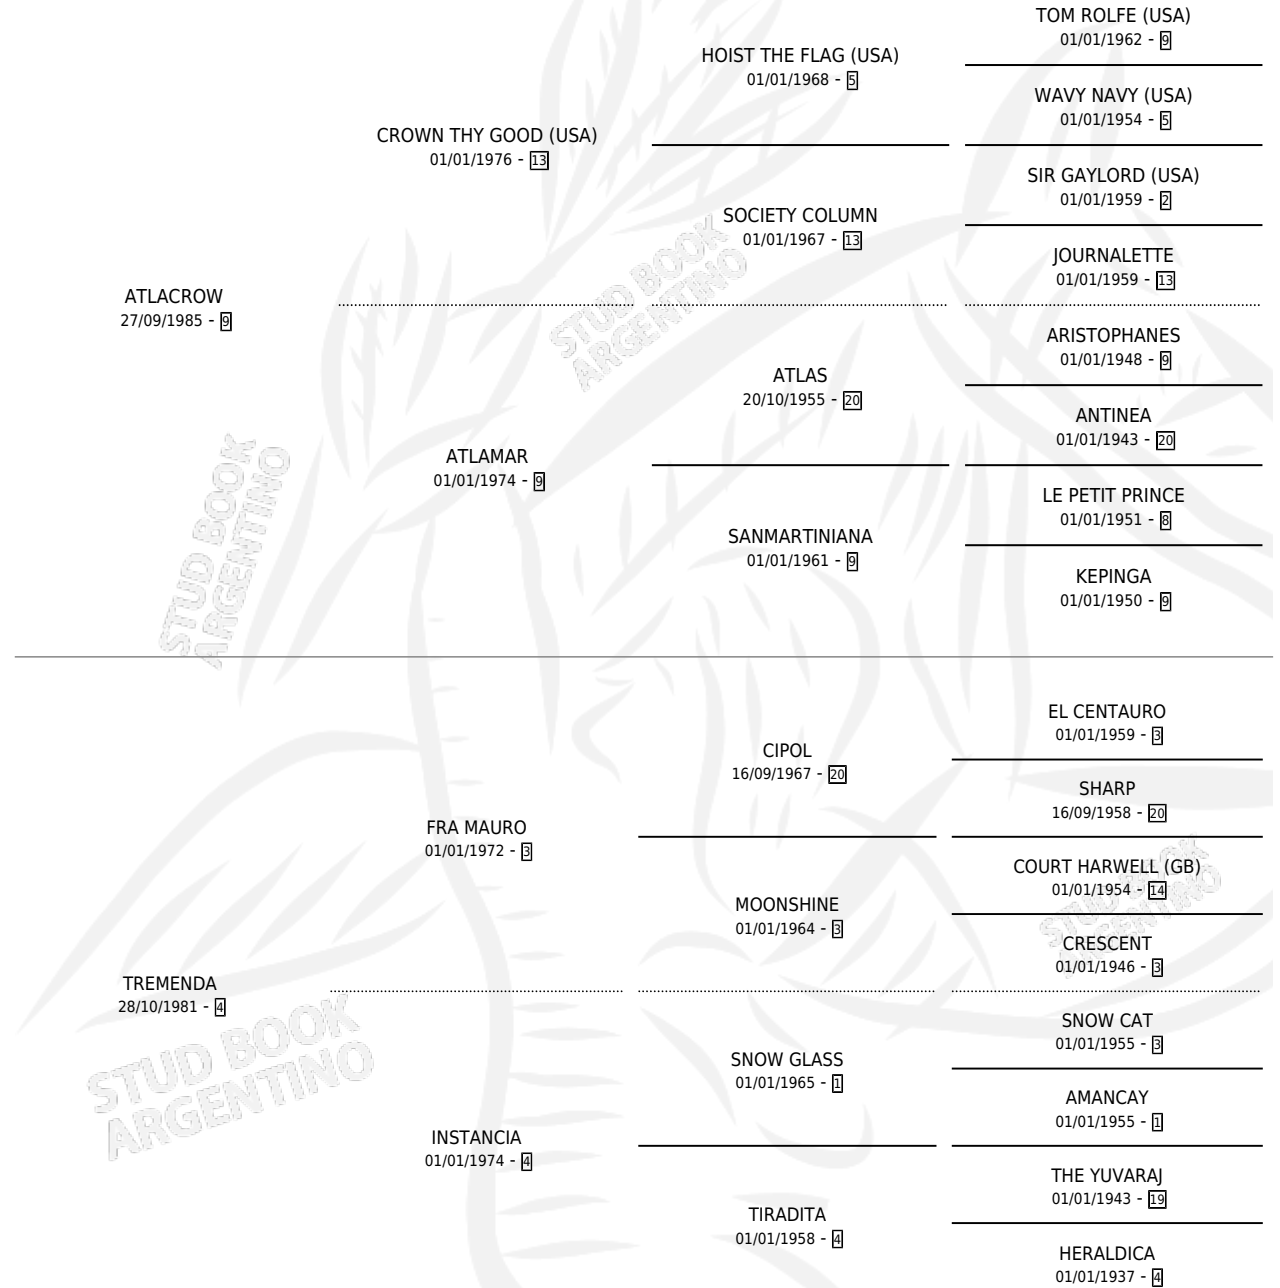 TOM ROLFE (USA)
01/01/1962 - 9
HOIST THE FLAG (USA)
01/01/1968 - 5
WAVY NAVY (USA)
01/01/1954 - 5
CROWN THY GOOD (USA)
01/01/1976 - 13
SIR GAYLORD (USA)
01/01/1959 - 2
SOCIETY COLUMN
01/01/1967 - 13
JOURNALETTE
01/01/1959 - 13
ATLACROW
27/09/1985 - 9
ARISTOPHANES
01/01/1948 - 9
ATLAS
20/10/1955 - 20
ANTINEA
01/01/1943 - 20
ATLAMAR
01/01/1974 - 9
LE PETIT PRINCE
01/01/1951 - 8
SANMARTINIANA
01/01/1961 - 9
KEPINGA
01/01/1950 - 9
EL CENTAURO
01/01/1959 - 3
CIPOL
16/09/1967 - 20
SHARP
16/09/1958 - 20
FRA MAURO
01/01/1972 - 3
COURT HARWELL (GB)
01/01/1954 - 14
MOONSHINE
01/01/1964 - 3
CRESCENT
01/01/1946 - 3
TREMENDA
28/10/1981 - 4
SNOW CAT
01/01/1955 - 3
SNOW GLASS
01/01/1965 - 1
AMANCAY
01/01/1955 - 1
INSTANCIA
01/01/1974 - 4
THE YUVARAJ
01/01/1943 - 19
TIRADITA
01/01/1958 - 4
HERALDICA
01/01/1937 - 4
STUD BOOK
ARGENTINO
STUD BOOK
ARGENTINO
STUD BOOK
ARGENTINO
STUD BOOK
ARGENTINO